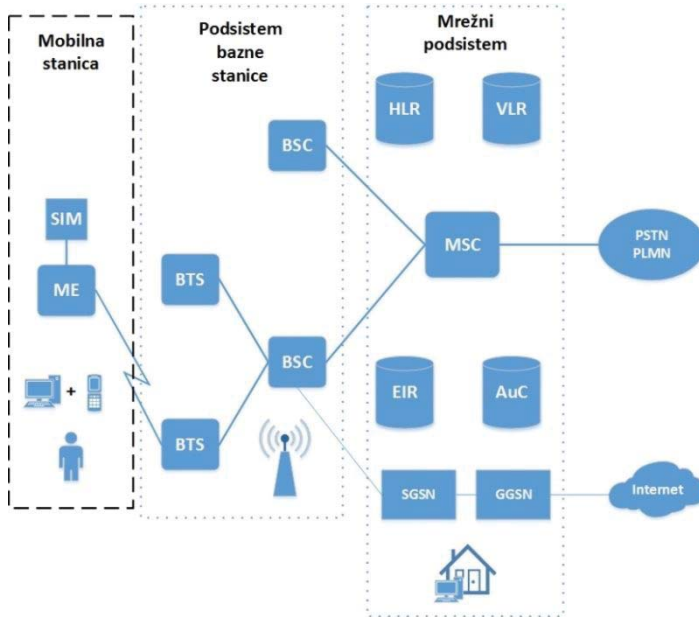 Mobilna
stanica
Podsistem
bazne
stanice
Mrežni
podsistem
HLR
VLR
BSC
SIM
ME
BTS
MSC
PSTN
PLMN
BSC
+
EIR
AuC
BTS
SGSN
GGSN
Internet